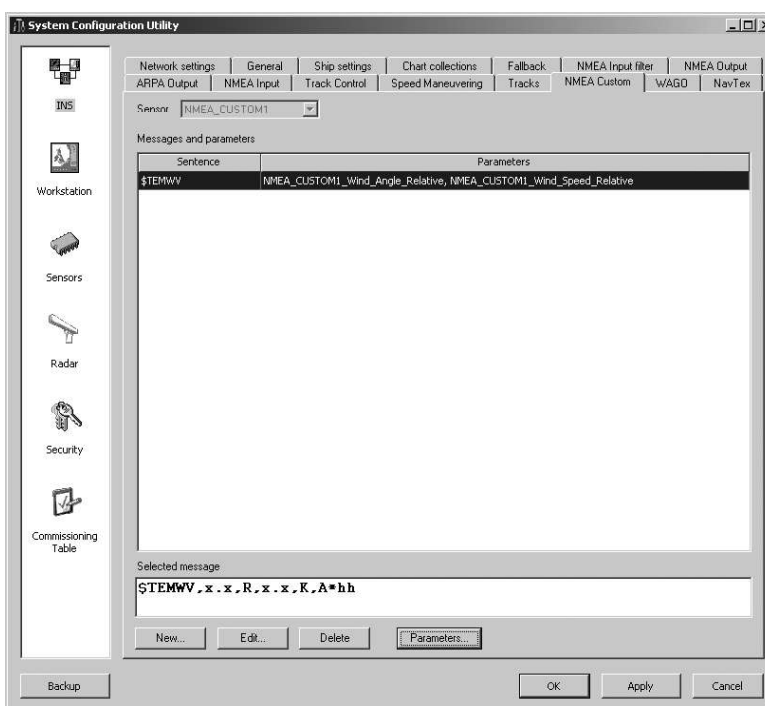 System Configuration Utility
INS
Workstation
Sensors
Radar
Security
Commissioning
Table
Network settings General Ship settings Chart collections Fallback NMEA Input filter NMEA Output
ARPA Output NMEA Input Track Control Speed Maneuvering Tracks NMEA Custom WAGO NavTex
Sensor NMEA_CUSTOM1
Messages and parameters
Sentence Parameters
$TEMWV NMEA_CUSTOM1_Wind_Angle_Relative, NMEA_CUSTOM1_Wind_Speed_Relative
Selected message
$TEMWV,x.x,R,x.x,K,A*hh
New... Edit... Delete Parameters...
Backup OK Apply Cancel